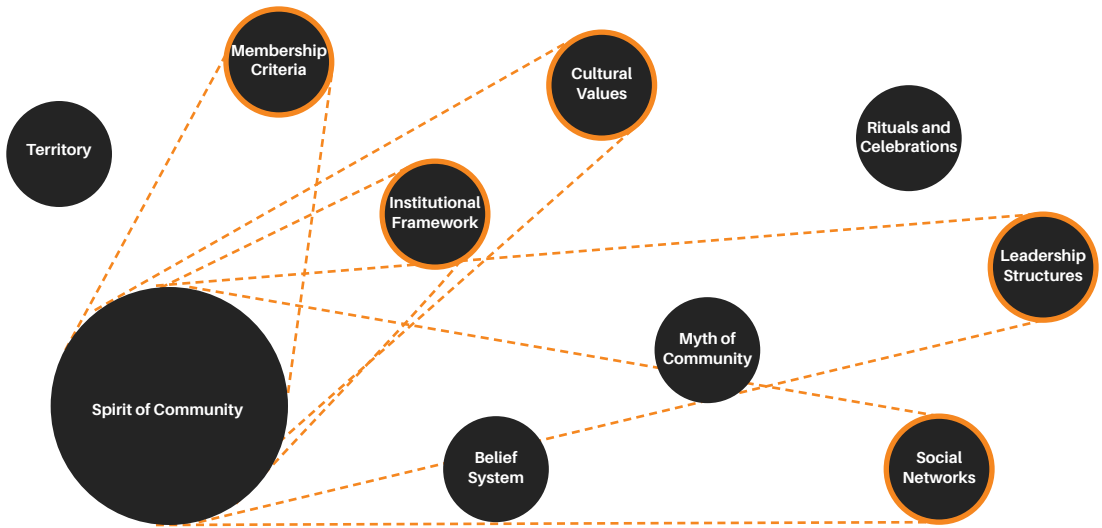 Membership
Criteria
Cultural
Values
Territory
Rituals and
Celebrations
Institutional
Framework
Leadership
Structures
Myth of
Community
Spirit of Community
Belief
System
Social
Networks